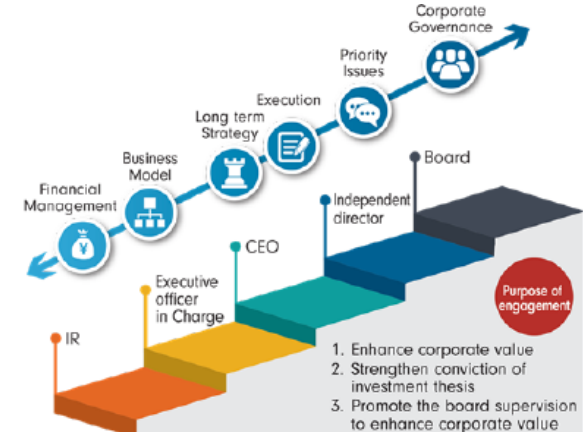 Corporate
Governance
Priority
Issues
Execution
Long term
Strategy
Business
Model
Financial
Management
¥
Board
Independent
director
CEO
Executive
officer
in Charge
IR
Purpose of
engagement
1. Enhance corporate value
2. Strengthen conviction of
investment thesis
3. Promote the board supervision
to enhance corporate value